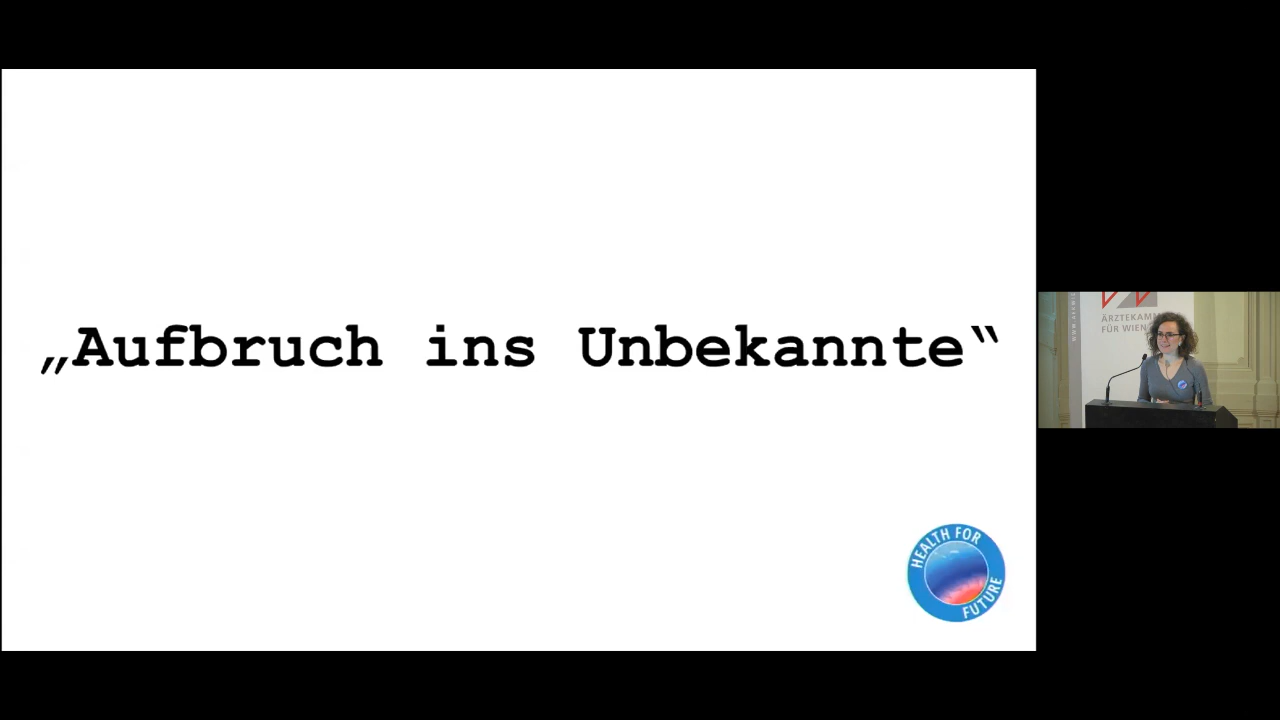 „Aufbruch ins Unbekannte“
HEALTH FOR
FUTURE
ÄRZTEKAMM
FÜR WIEN